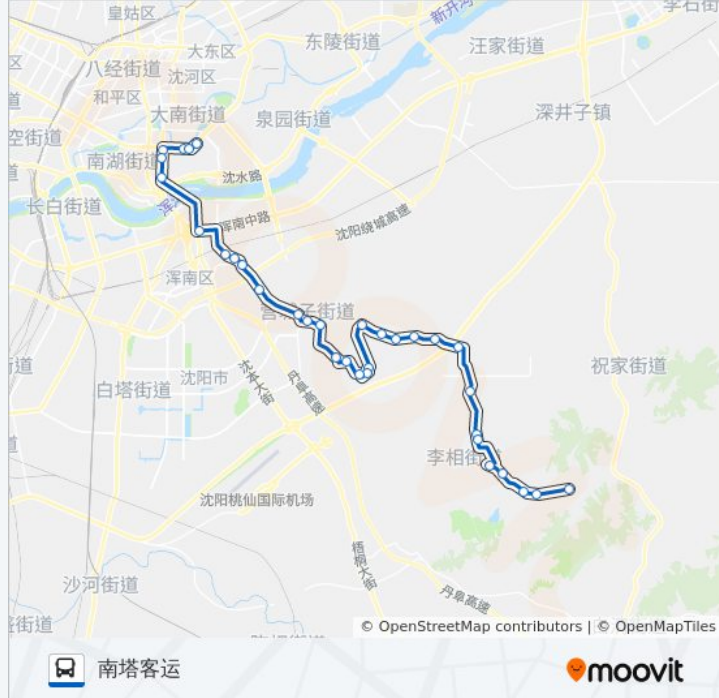 皇姑区
李石街
新开河
东陵街道
汪家街道
大东区
八经街道
沈河区
和平区
大南街道
泉园街道
深井子镇
空街道
南湖街道
沈水路
长白街道
浑南中路
沈阳绕城高速
浑南区
街道
沈阳市
白塔街道
沈本大街
丹阜高速
祝家街道
李相街
沈阳桃仙国际机场
梧桐大街
沙河街道
丹阜高速
街道
© OpenStreetMap contributors | © OpenMapTiles
南塔客运
moovit